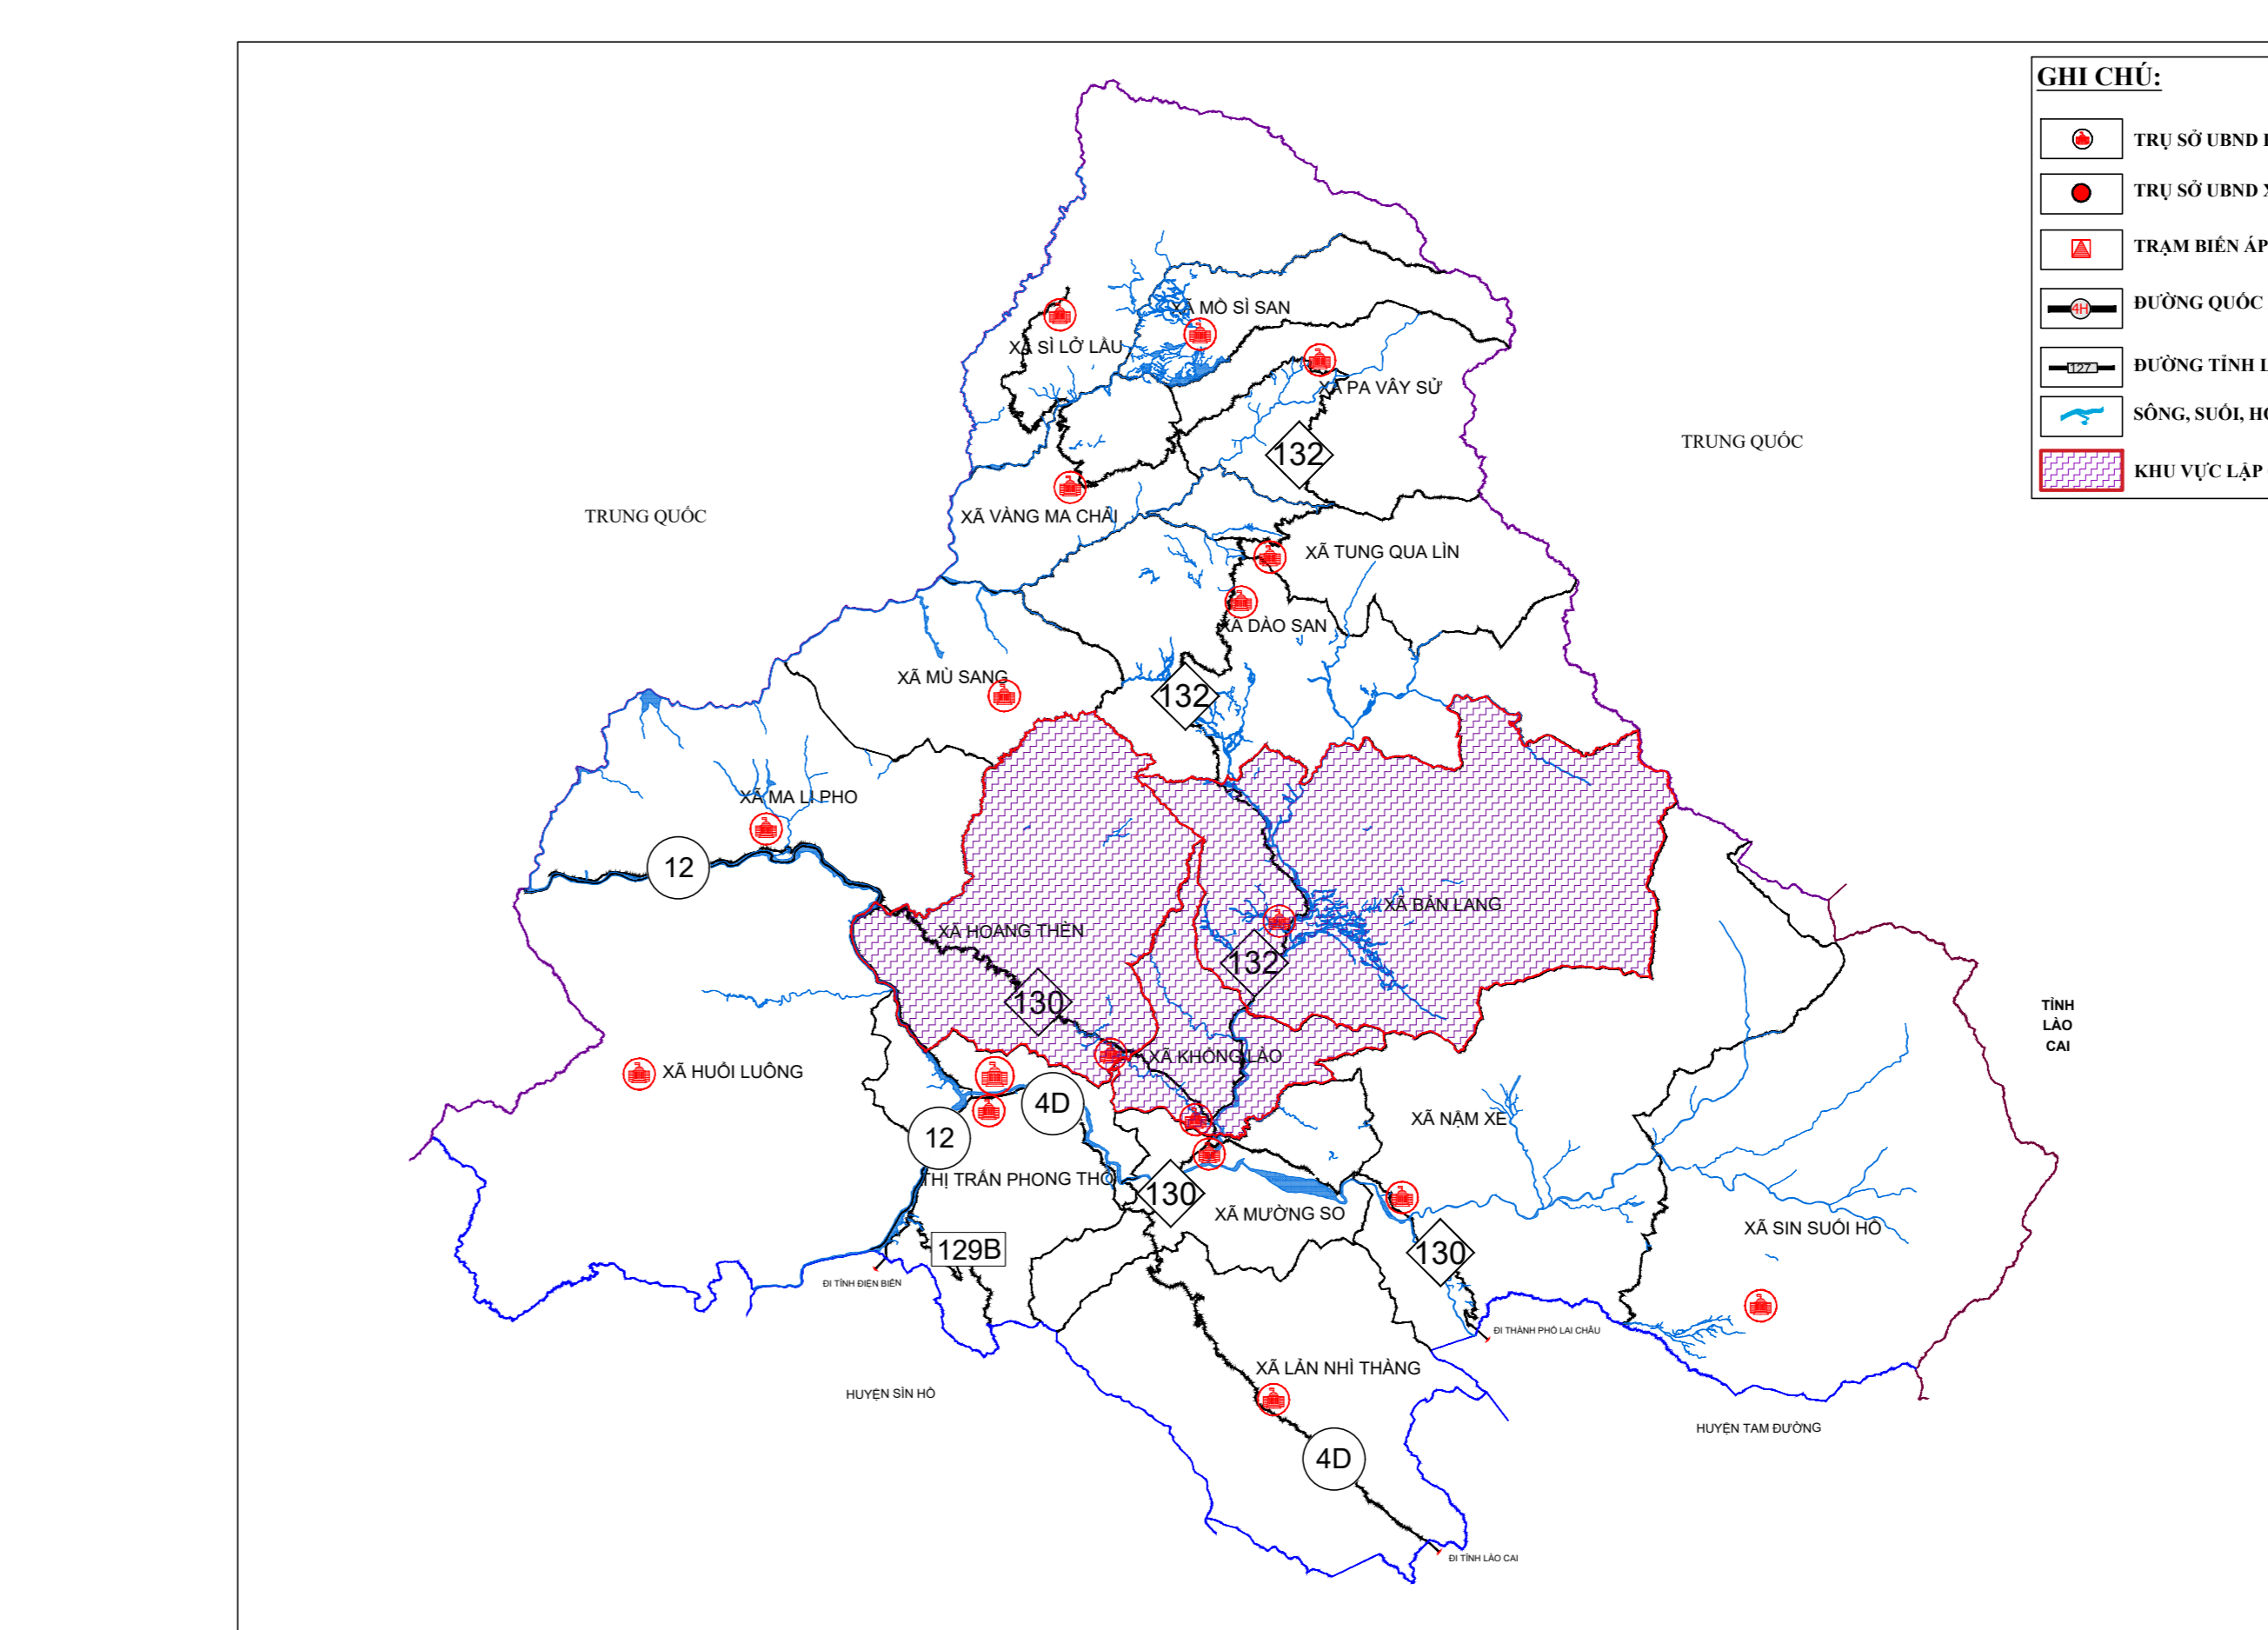 GHI CHÚ:
TRỤ SỞ UBND
TRỤ SỞ UBND
TRẠM BIẾN ÁP
4H
ĐƯỜNG QUỐC
127
ĐƯỜNG TỈNH
SÔNG, SUỐI,
KHU VỰC LẬP
XÃ MỒ SÌ SAN
XÃ SÌ LỞ LẦU
XÃ PA VÂY SỬ
132
TRUNG QUỐC
TRUNG QUỐC
XÃ VÀNG MA CHẢI
XÃ TUNG QUA LÌN
XÃ DÀO SAN
XÃ MÙ SANG
132
XÃ MA LI PHO
12
XÃ BẢN LANG
XÃ HOANG THÈN
132
130
TỈNH
LÀO
CAI
XÃ KHỔNG LÀO
XÃ HUỔI LUÔNG
4D
XÃ NẬM XE
12
THỊ TRẤN PHONG THỔ
130
XÃ MƯỜNG SO
XÃ SIN SUỐI HỒ
129B
130
ĐI TỈNH ĐIỆN BIÊN
ĐI THÀNH PHỐ LAI CHÂU
XÃ LẢN NHÌ THÀNG
HUYỆN SÌN HỒ
HUYỆN TAM ĐƯỜNG
4D
ĐI TỈNH LÀO CAI